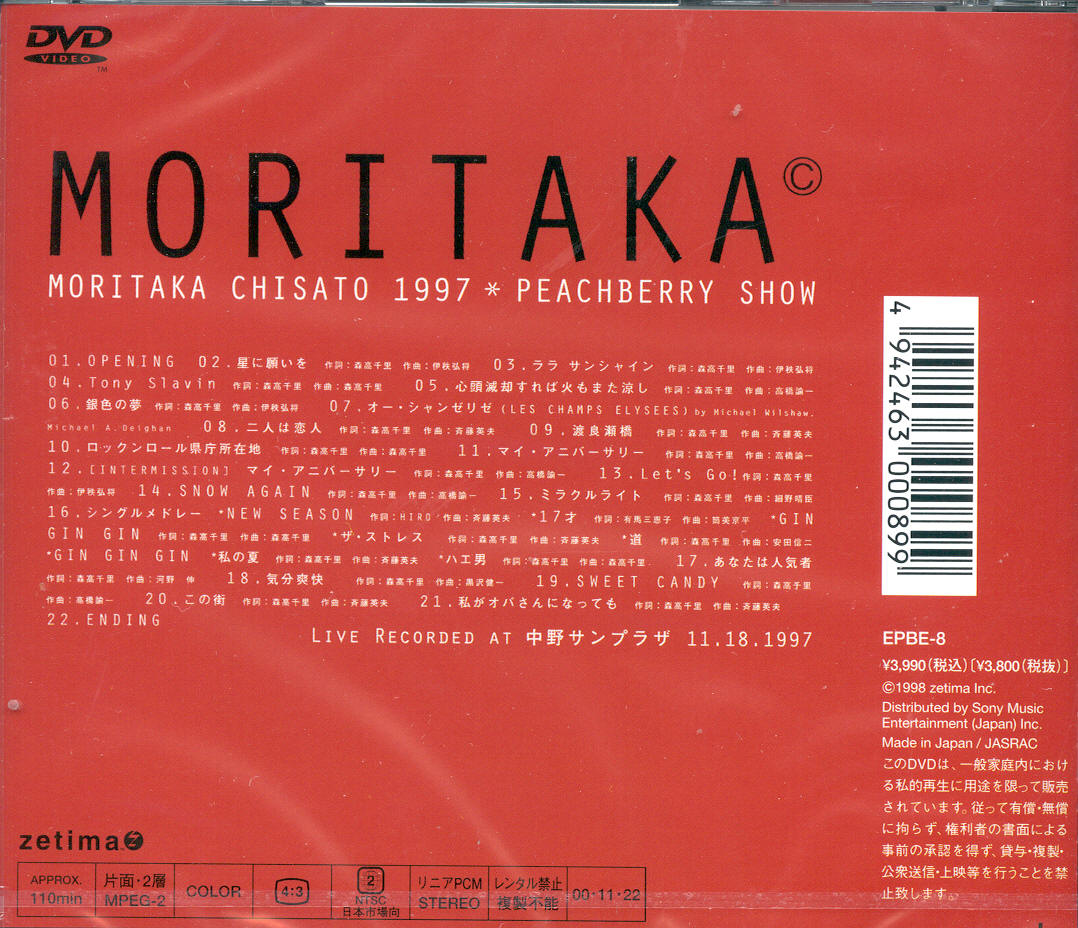 DVD
VIDEO
TM
MORITAKA©
MORITAKA CHISATO 1997 * PEACHBERRY SHOW
01.OPENING 02.星に願いを 作詞：森高千里 作曲：伊秩弘将 03.ララ サンシャイン 作詞：森高千里 作曲：伊秩弘将
04.Tony Slavin 作詞：森高千里 作曲：森高千里 05.心頭滅却すれば火もまた涼し 作詞：森高千里 作曲：高橋諭一
06.銀色の夢 作詞：森高千里 作曲：伊秩弘将 07.オー・シャンゼリゼ (LES CHAMPS ELYSEES) by Michael Wilshaw.
Michael A.Deighan 08.二人は恋人 作詞：森高千里 作曲：斉藤英夫 09.渡良瀬橋 作詞：森高千里 作曲：斉藤英夫
10.ロックンロール県庁所在地 作詞：森高千里 作曲：森高千里 11.マイ・アニバーサリー 作詞：森高千里 作曲：高橋諭一
12.[INTERMISSION] マイ・アニバーサリー 作詞：森高千里 作曲：高橋諭一 13.Let's Go! 作詞：森高千里
作曲：伊秩弘将 14.SNOW AGAIN 作詞：森高千里 作曲：高橋諭一 15.ミラクルライト 作詞：森高千里 作曲：細野晴臣
16.シングルメドレー *NEW SEASON 作詞：HIRO 作曲：斉藤英夫 *17才 作詞：有馬三恵子 作曲：筒美京平 *GIN
GIN GIN 作詞：森高千里 作曲：森高千里 *ザ・ストレス 作詞：森高千里 作曲：斉藤英夫 *道 作詞：森高千里 作曲：安田信二
*GIN GIN GIN *私の夏 作詞：森高千里 作曲：斉藤英夫 *ハエ男 作詞：森高千里 作曲：森高千里 17.あなたは人気者
作詞：森高千里 作曲：河野 伸 18.気分爽快 作詞：森高千里 作曲：黒沢健一 19.SWEET CANDY 作詞：森高千里
作曲：高橋諭一 20.この街 作詞：森高千里 作曲：斉藤英夫 21.私がオバさんになっても 作詞：森高千里 作曲：斉藤英夫
22.ENDING
LIVE RECORDED AT 中野サンプラザ 11.18.1997
4 942463 000899
EPBE-8
¥3,990(税込)[¥3,800(税抜)]
©1998 zetima Inc.
Distributed by Sony Music
Entertainment (Japan) Inc.
Made in Japan / JASRAC
このDVDは、一般家庭内におけ
る私的再生に用途を限って販売
されています。従って有償・無償
に拘らず、権利者の書面による
事前の承認を得ず、貸与・複製・
公衆送信・上映等を行うことを禁
止致します。
zetima
APPROX.
110min
片面・2層
MPEG-2
COLOR
4:3
2
NTSC
日本市場向
リニアPCM
STEREO
レンタル禁止
複製不能
00・11・22